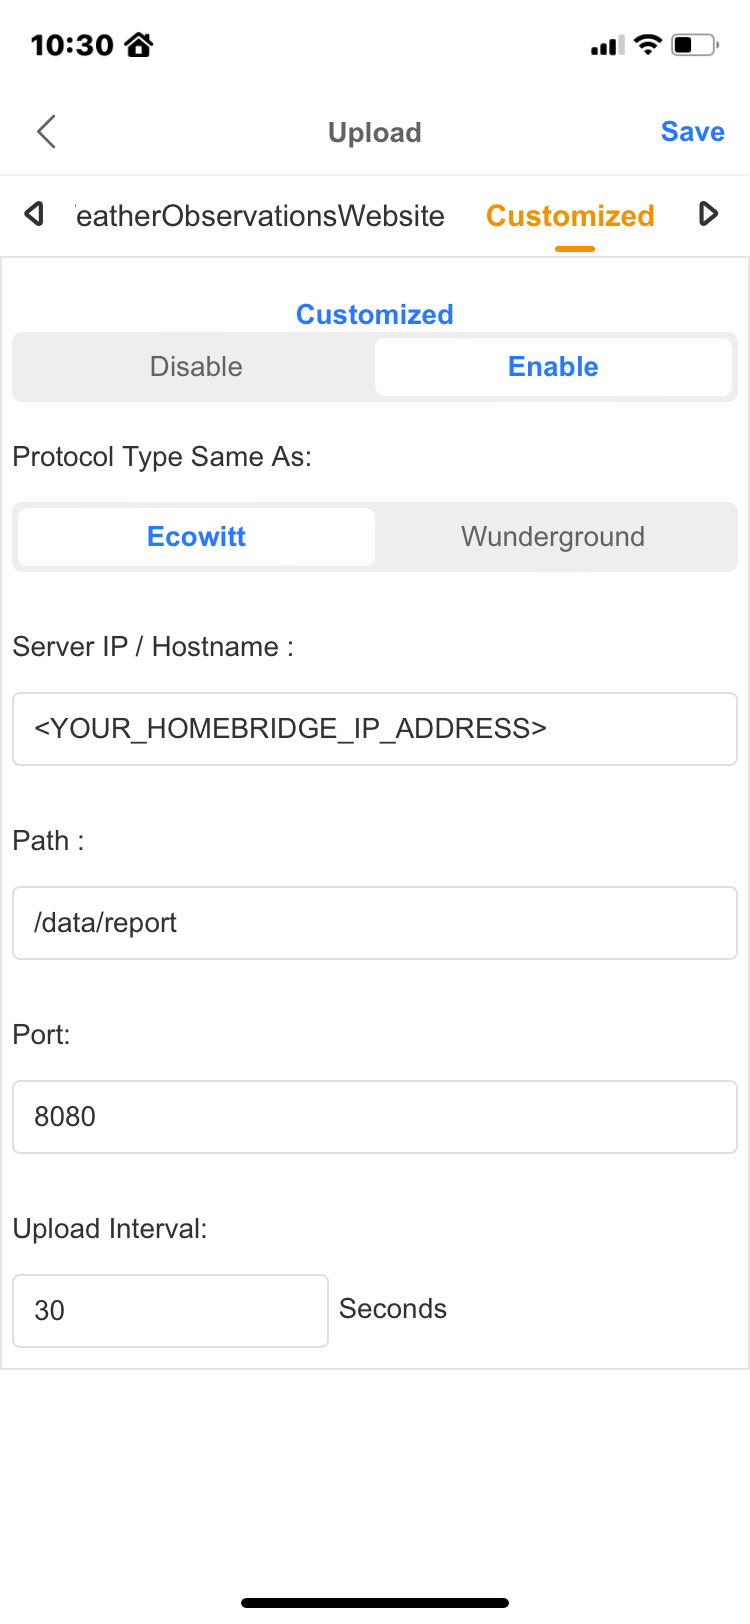 10:30
Upload
Save
eatherObservationsWebsite
Customized
Customized
Disable
Enable
Protocol Type Same As:
Ecowitt
Wunderground
Server IP / Hostname :
<YOUR_HOMEBRIDGE_IP_ADDRESS>
Path :
/data/report
Port:
8080
Upload Interval:
30
Seconds